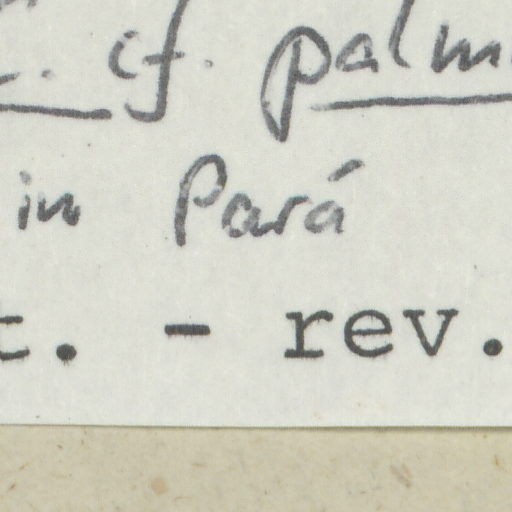 . cf. palm
in Pará
t. - rev.